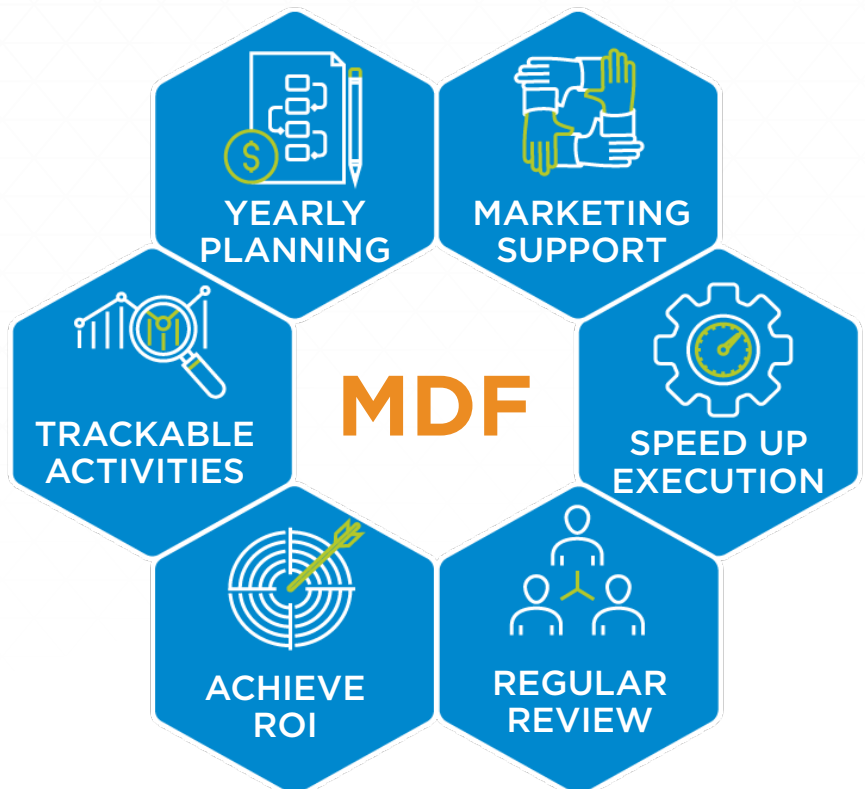 $
YEARLY
PLANNING
MARKETING
SUPPORT
TRACKABLE
ACTIVITIES
MDF
SPEED UP
EXECUTION
ACHIEVE
ROI
REGULAR
REVIEW